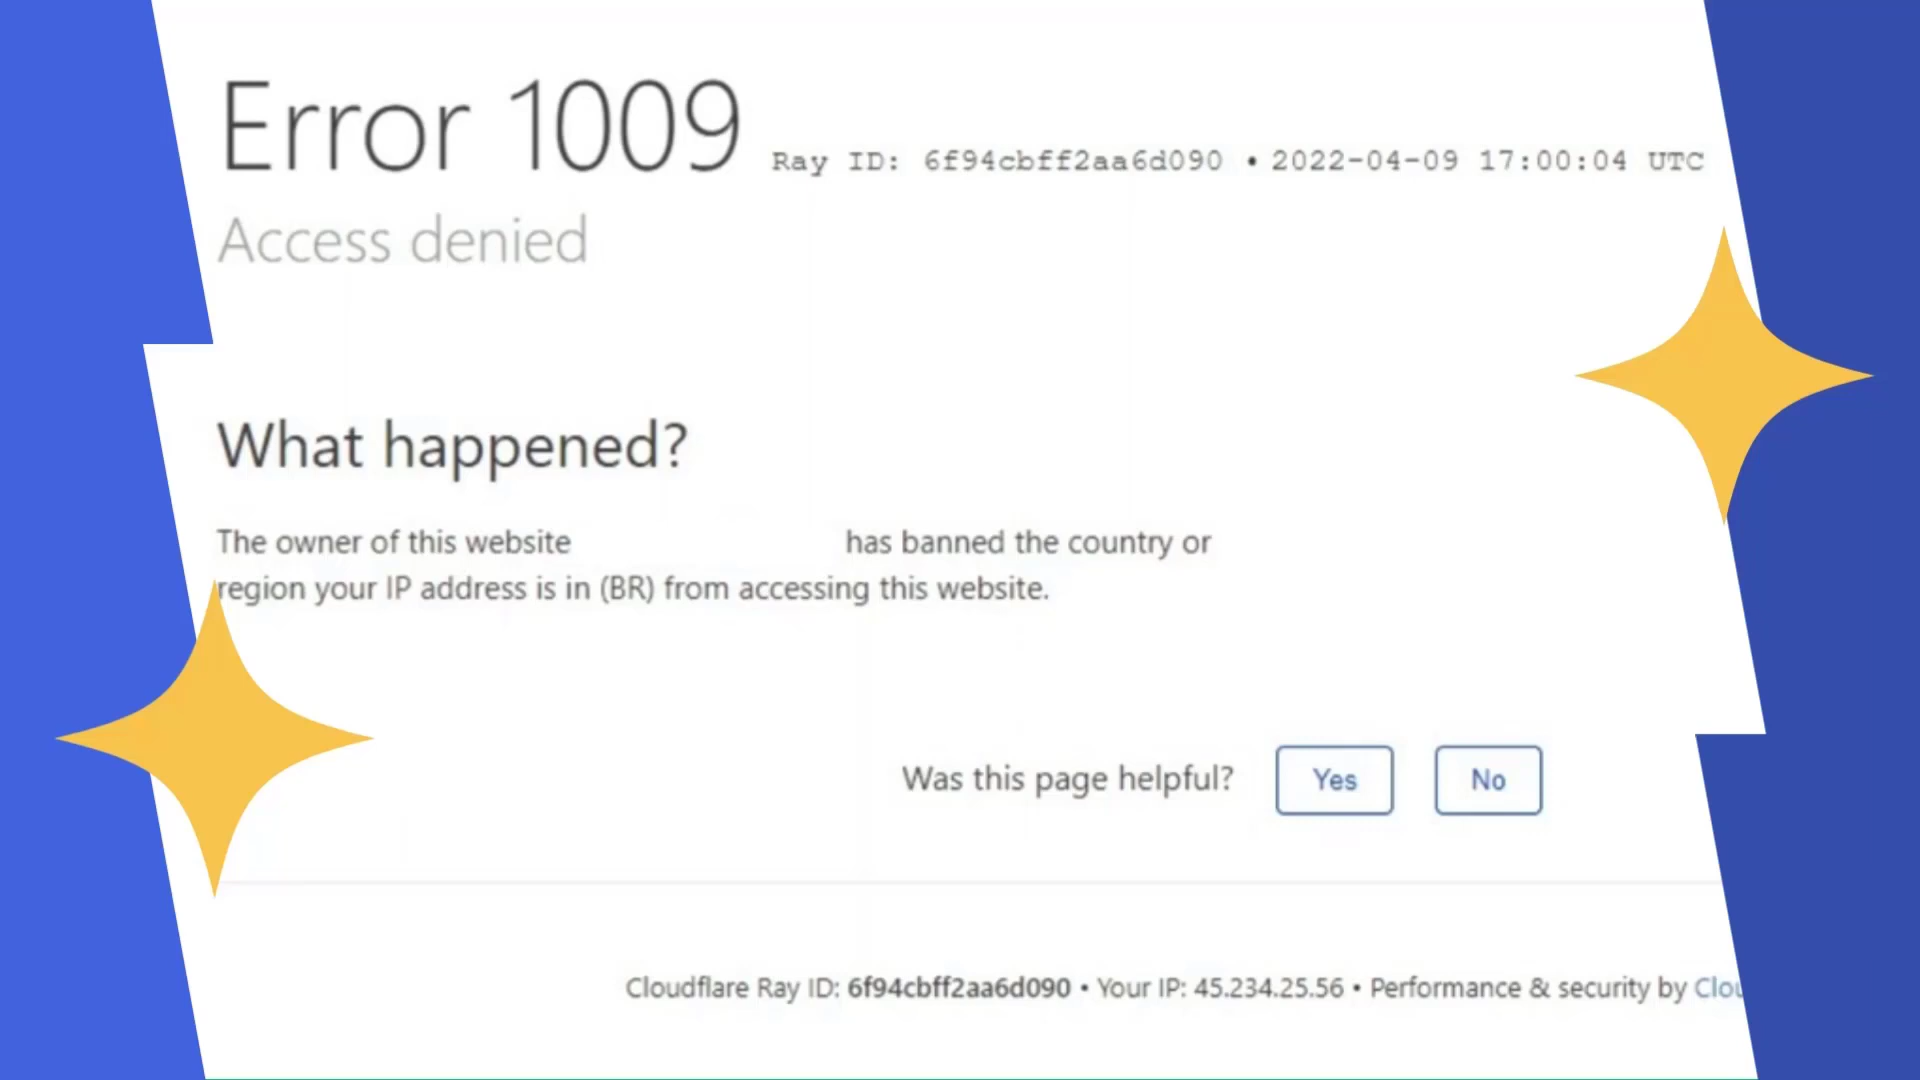 Error 1009 Ray ID: 6f94cbff2aa6d090 • 2022-04-09 17:00:04 UTC
Access denied
What happened?
The owner of this website has banned the country or
region your IP address is in (BR) from accessing this website.
Was this page helpful? Yes No
Cloudflare Ray ID: 6f94cbff2aa6d090 • Your IP: 45.234.25.56 • Performance & security by